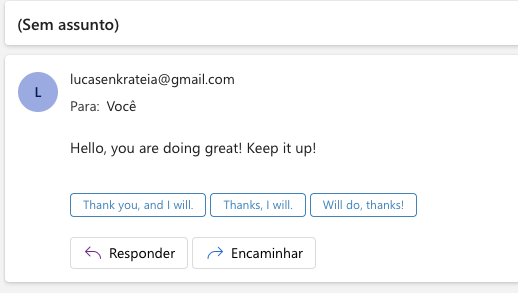 (Sem assunto)
L
lucasenkrateia@gmail.com
Para: Você
Hello, you are doing great! Keep it up!
Thank you, and I will. Thanks, I will. Will do, thanks!
Responder Encaminhar